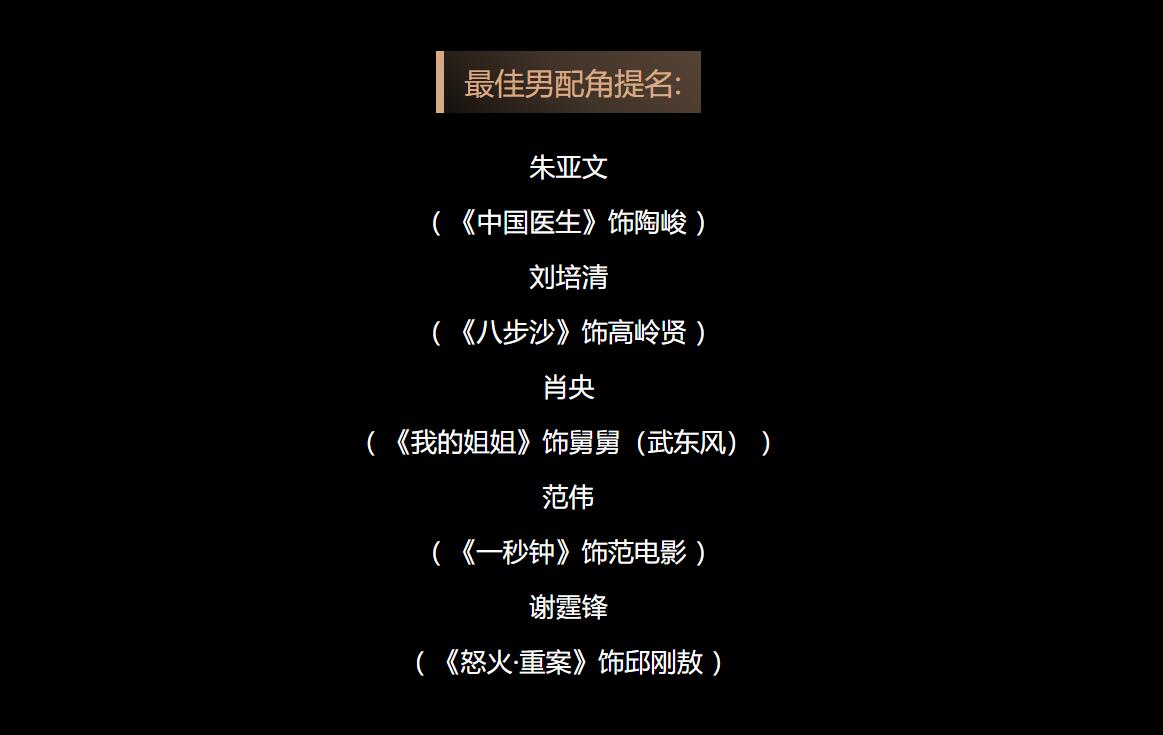 最佳男配角提名:
朱亚文
（《中国医生》饰陶峻）
刘培清
（《八步沙》饰高岭贤）
肖央
（《我的姐姐》饰舅舅（武东风））
范伟
（《一秒钟》饰范电影）
谢霆锋
（《怒火·重案》饰邱刚敖）